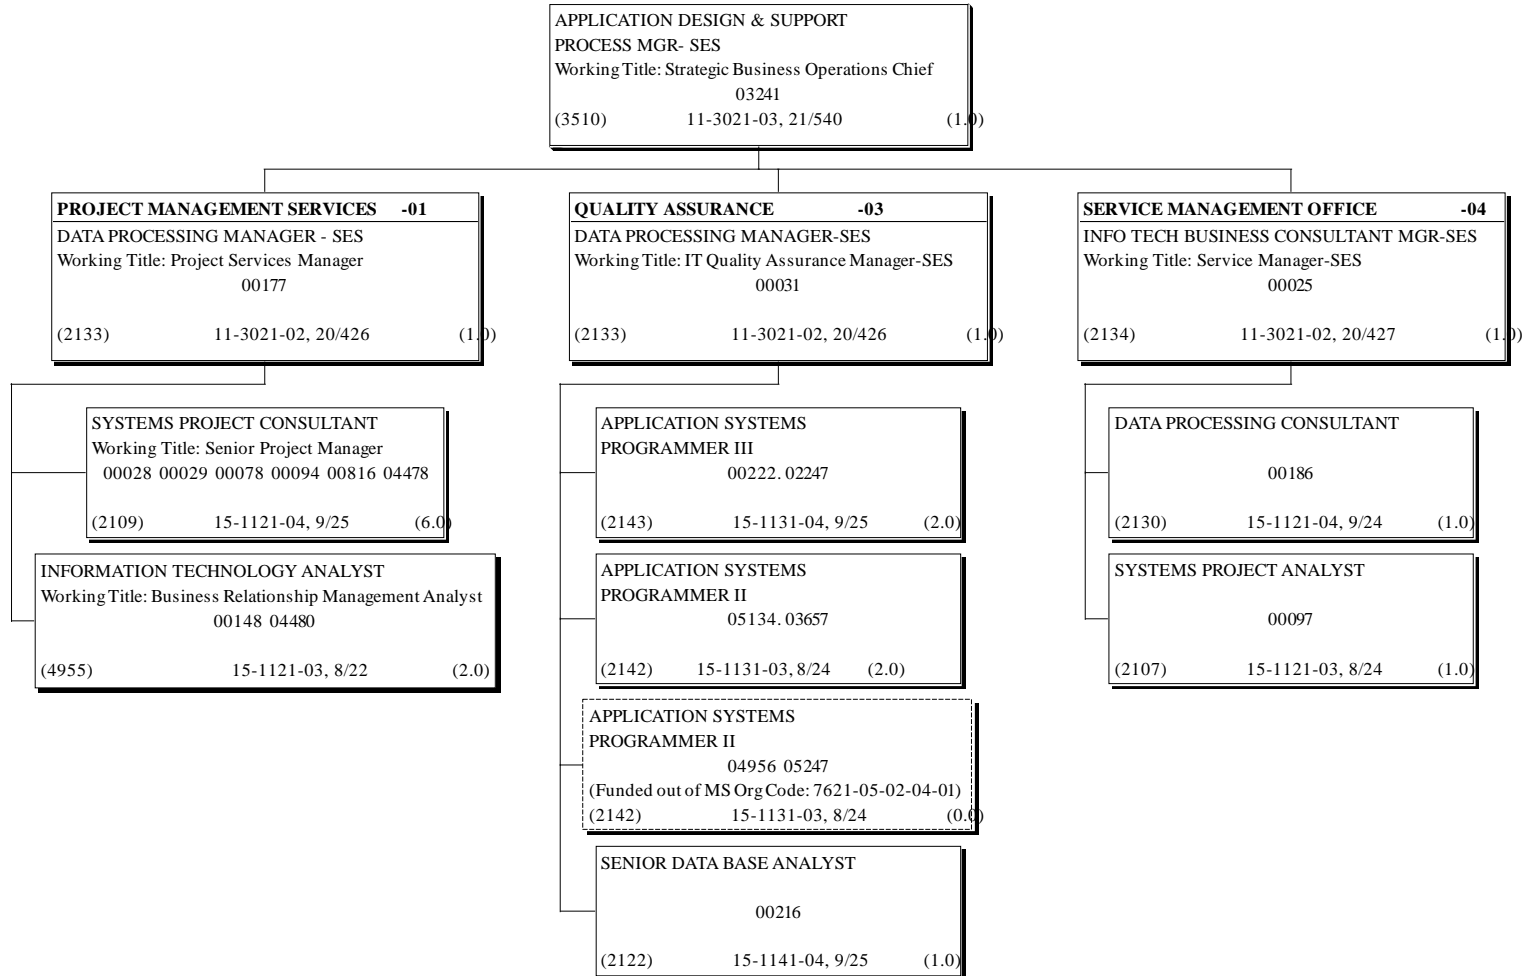 APPLICATION DESIGN & SUPPORT
PROCESS MGR- SES
Working Title: Strategic Business Operations Chief
03241
(3510) 11-3021-03, 21/540 (1.0)
PROJECT MANAGEMENT SERVICES -01
DATA PROCESSING MANAGER - SES
Working Title: Project Services Manager
00177
(2133) 11-3021-02, 20/426 (1.0)
SYSTEMS PROJECT CONSULTANT
Working Title: Senior Project Manager
00028 00029 00078 00094 00816 04478
(2109) 15-1121-04, 9/25 (6.0)
INFORMATION TECHNOLOGY ANALYST
Working Title: Business Relationship Management Analyst
00148 04480
(4955) 15-1121-03, 8/22 (2.0)
QUALITY ASSURANCE -03
DATA PROCESSING MANAGER-SES
Working Title: IT Quality Assurance Manager-SES
00031
(2133) 11-3021-02, 20/426 (1.0)
APPLICATION SYSTEMS
PROGRAMMER III
00222. 02247
(2143) 15-1131-04, 9/25 (2.0)
APPLICATION SYSTEMS
PROGRAMMER II
05134. 03657
(2142) 15-1131-03, 8/24 (2.0)
APPLICATION SYSTEMS
PROGRAMMER II
04956 05247
(Funded out of MS Org Code: 7621-05-02-04-01)
(2142) 15-1131-03, 8/24 (0.0)
SENIOR DATA BASE ANALYST
00216
(2122) 15-1141-04, 9/25 (1.0)
SERVICE MANAGEMENT OFFICE -04
INFO TECH BUSINESS CONSULTANT MGR-SES
Working Title: Service Manager-SES
00025
(2134) 11-3021-02, 20/427 (1.0)
DATA PROCESSING CONSULTANT
00186
(2130) 15-1121-04, 9/24 (1.0)
SYSTEMS PROJECT ANALYST
00097
(2107) 15-1121-03, 8/24 (1.0)